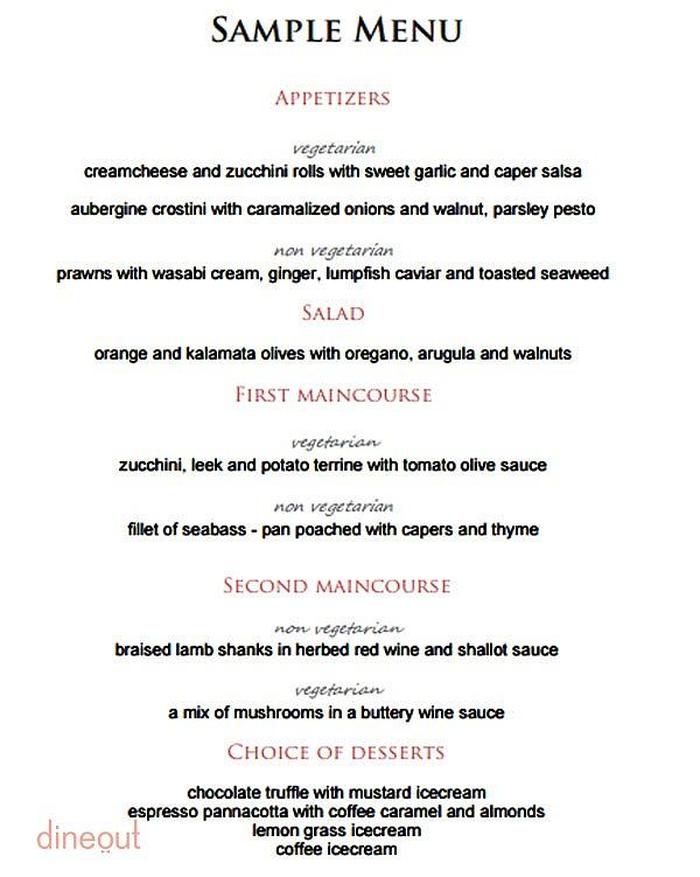 SAMPLE MENU
APPETIZERS
vegetarian
creamcheese and zucchini rolls with sweet garlic and caper salsa
aubergine crostini with caramalized onions and walnut, parsley pesto
non vegetarian
prawns with wasabi cream, ginger, lumpfish caviar and toasted seaweed
SALAD
orange and kalamata olives with oregano, arugula and walnuts
FIRST MAINCOURSE
vegetarian
zucchini, leek and potato terrine with tomato olive sauce
non vegetarian
fillet of seabass - pan poached with capers and thyme
SECOND MAINCOURSE
non vegetarian
braised lamb shanks in herbed red wine and shallot sauce
vegetarian
a mix of mushrooms in a buttery wine sauce
CHOICE OF DESSERTS
chocolate truffle with mustard icecream
espresso pannacotta with coffee caramel and almonds
lemon grass icecream
coffee icecream
dineout